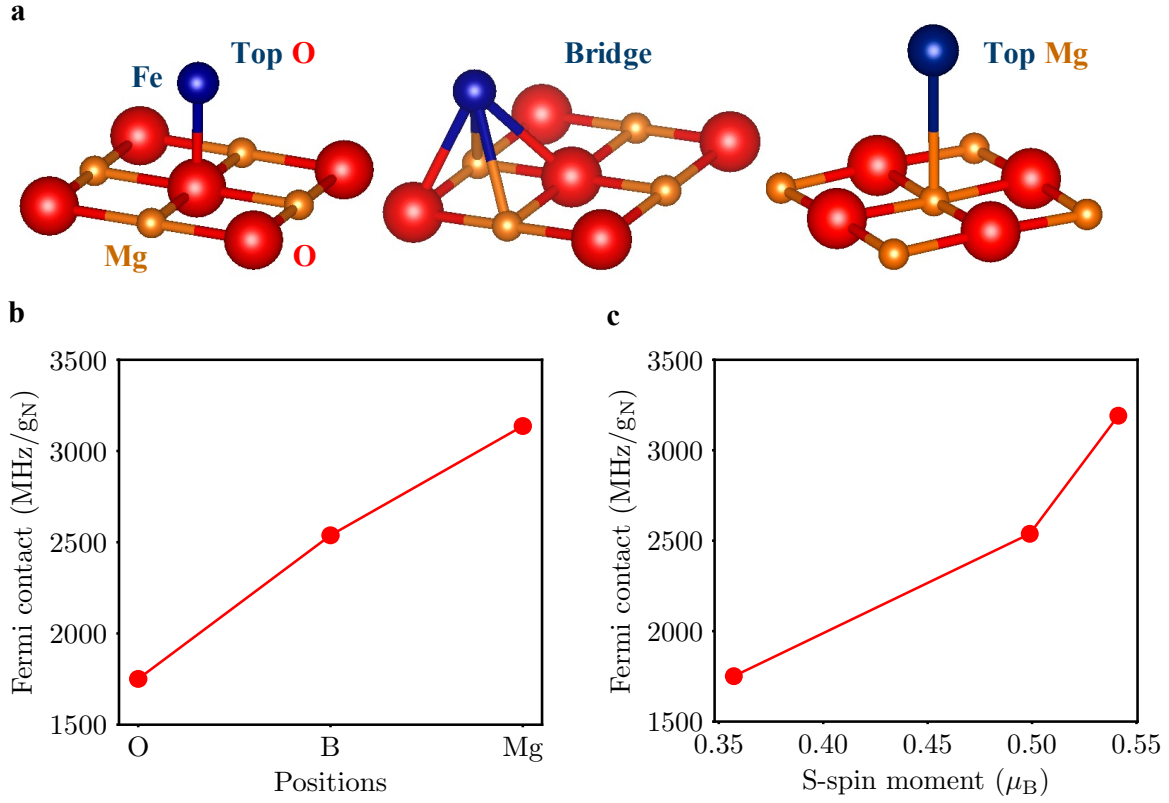 a
Top O
Bridge
Top Mg
Fe
Mg
O
b
Fermi contact (MHz/gN)
3500
3000
2500
2000
1500
O B Mg
Positions
c
Fermi contact (MHz/gN)
3500
3000
2500
2000
1500
0.35 0.40 0.45 0.50 0.55
S-spin moment (μB)